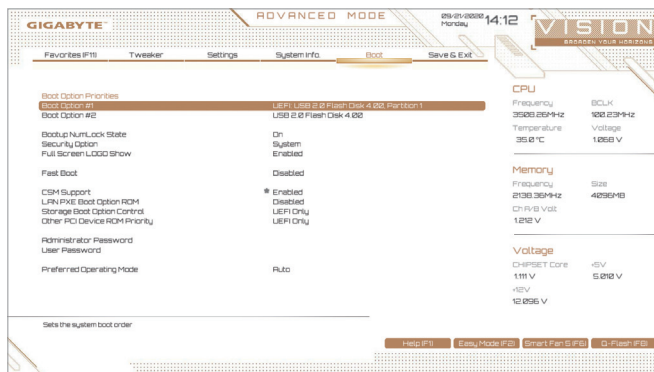 GIGABYTE™
ADVANCED MODE
09/21/2020
Monday
14:12
VISION
BROADEN YOUR HORIZONS
Favorites (F11)
Tweaker
Settings
System Info.
Boot
Save & Exit
Boot Option Priorities
Boot Option #1 UEFI: USB 2.0 Flash Disk 4.00, Partition 1
Boot Option #2 USB 2.0 Flash Disk 4.00
Bootup NumLock State On
Security Option System
Full Screen LOGO Show Enabled
Fast Boot Disabled
CSM Support * Enabled
LAN PXE Boot Option ROM Disabled
Storage Boot Option Control UEFI Only
Other PCI Device ROM Priority UEFI Only
Administrator Password
User Password
Preferred Operating Mode Auto
Sets the system boot order
CPU
Frequency BCLK
3508.26MHz 100.23MHz
Temperature Voltage
35.0 °C 1.068 V
Memory
Frequency Size
2138.36MHz 4096MB
Ch A/B Volt
1.212 V
Voltage
CHIPSET Core +5V
1.111 V 5.010 V
+12V
12.096 V
Help (F1)
Easy Mode (F2)
Smart Fan 5 (F6)
Q-Flash (F8)